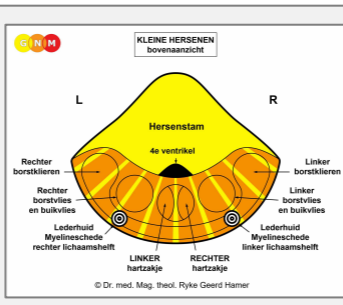 GNM
KLEINE HERSENEN
bovenaanzicht
L
R
Hersenstam
4e ventrikel
Rechter
borstklieren
Linker
borstklieren
Rechter
borstvlies
en buikvlies
Linker
borstvlies
en buikvlies
Lederhuid
Myelineschede
rechter lichaamshelft
Lederhuid
Myelineschede
linker lichaamshelft
LINKER
hartzakje
RECHTER
hartzakje
© Dr. med. Mag. theol. Ryke Geerd Hamer